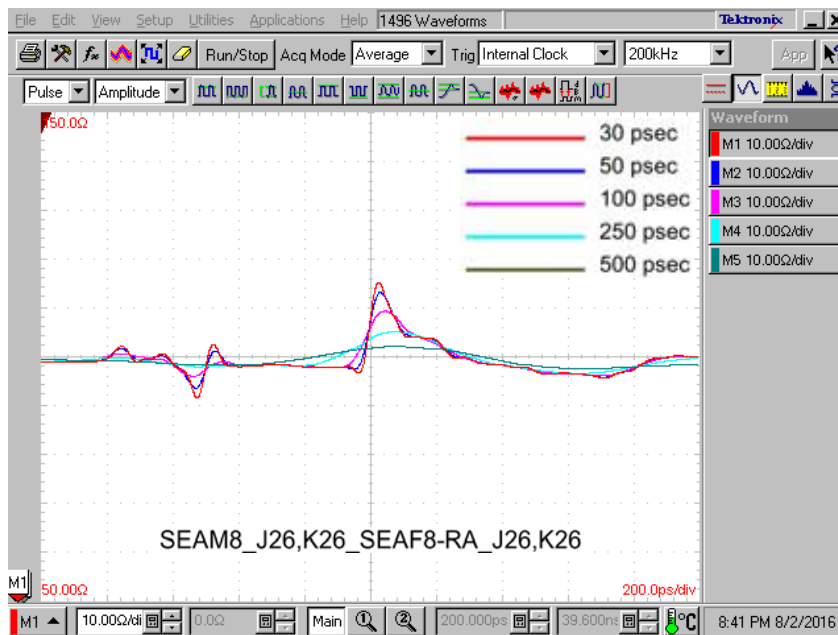 File Edit View Setup Utilities Applications Help 1496 Waveforms Tektronix
Run/Stop Acq Mode Average Trig Internal Clock 200kHz App
Pulse Amplitude
50.0Ω
30 psec
50 psec
100 psec
250 psec
500 psec
Waveform
M1 10.00Ω/div
M2 10.00Ω/div
M3 10.00Ω/div
M4 10.00Ω/div
M5 10.00Ω/div
SEAM8_J26,K26_SEAF8-RA_J26,K26
M1
50.00Ω 200.0ps/div
M1 10.00Ω/di 0.0Ω Main 200.000ps 39.600ns °C 8:41 PM 8/2/2016